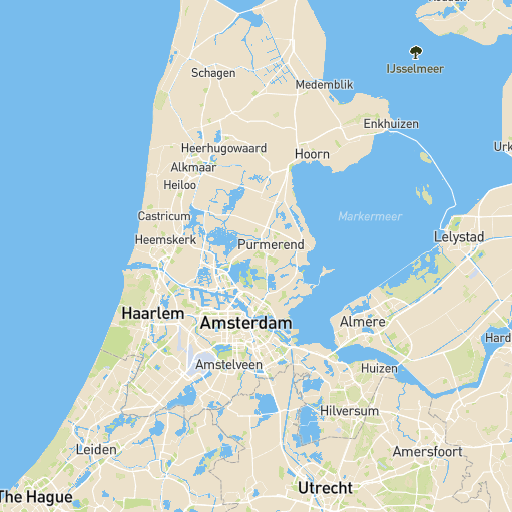 IJsselmeer
Schagen
Medemblik
Enkhuizen
Heerhugowaard
Hoorn
Urk
Alkmaar
Heiloo
Castricum
Markermeer
Heemskerk
Purmerend
Lelystad
Haarlem
Amsterdam
Almere
Hard
Amstelveen
Huizen
Hilversum
Leiden
Amersfoort
The Hague
Utrecht